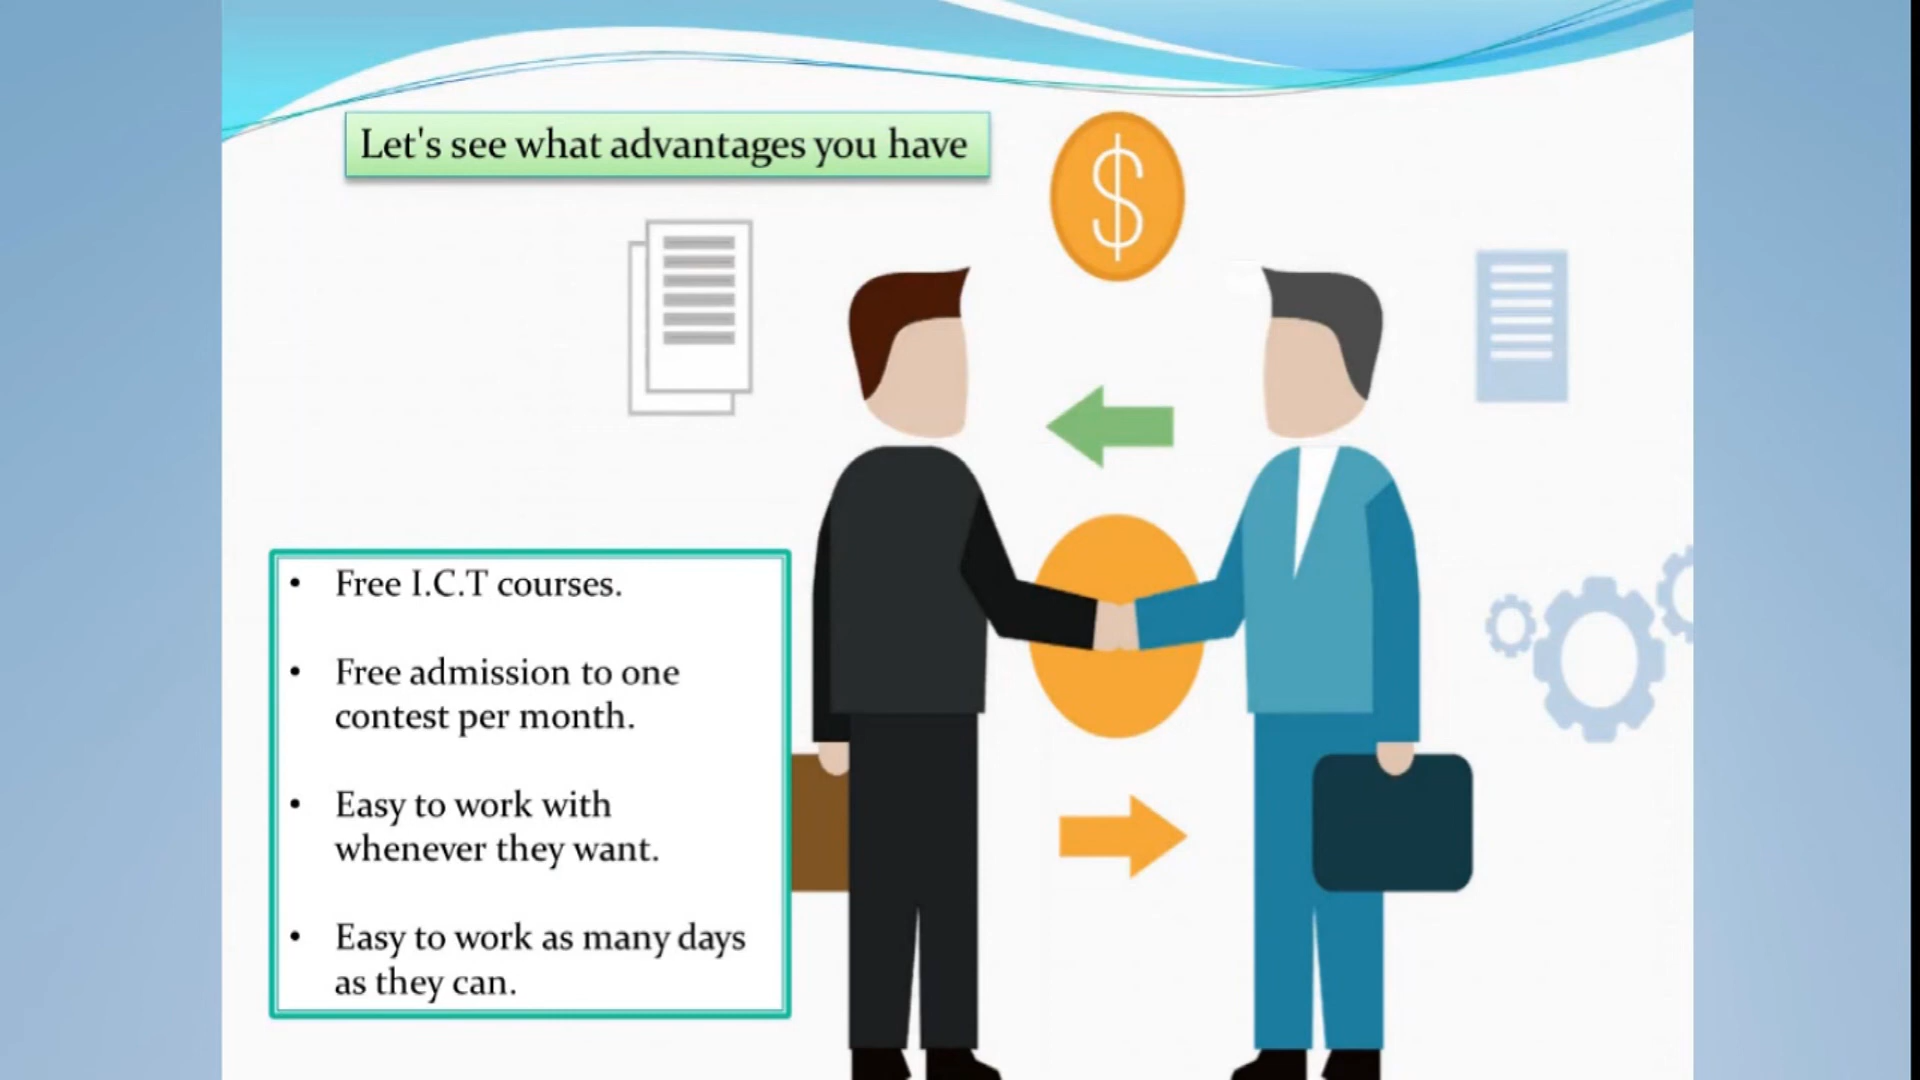 Let's see what advantages you have
$
• Free I.C.T courses.
• Free admission to one
contest per month.
• Easy to work with
whenever they want.
• Easy to work as many days
as they can.